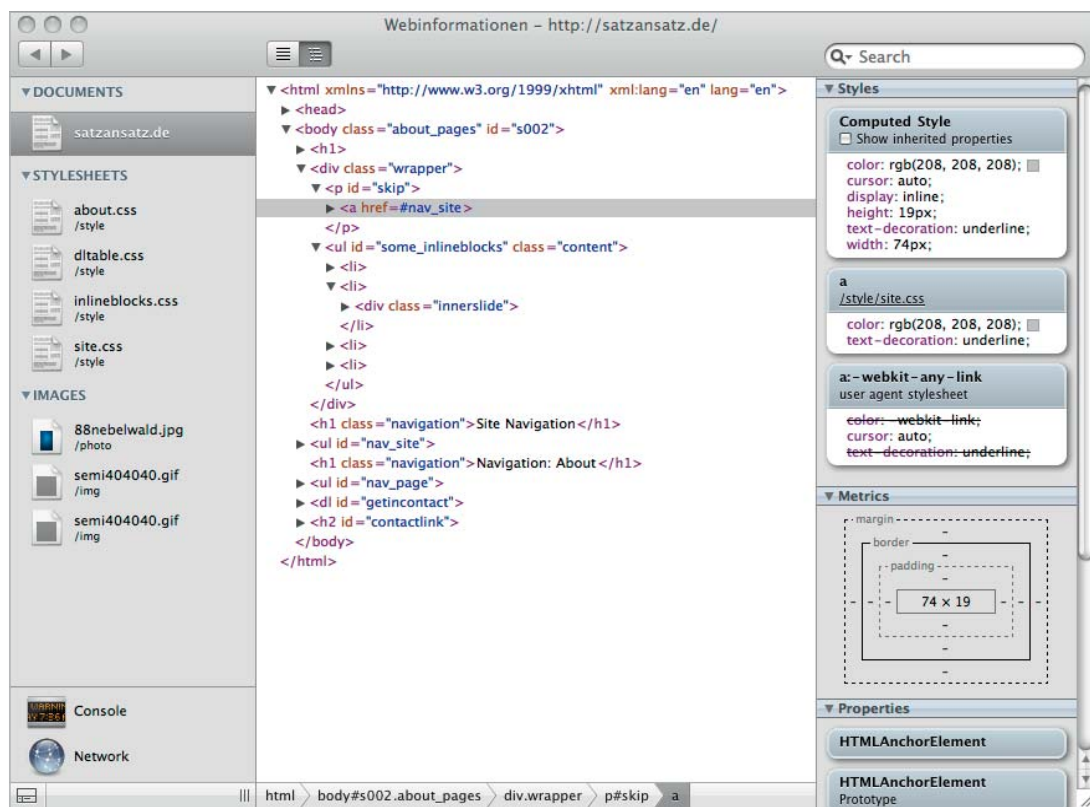 Webinformationen – http://satzansatz.de/
Search
DOCUMENTS
satzansatz.de
STYLESHEETS
about.css
/style
dltable.css
/style
inlineblocks.css
/style
site.css
/style
IMAGES
88nebelwald.jpg
/photo
semi404040.gif
/img
semi404040.gif
/img
Console
Network
<html xmlns="http://www.w3.org/1999/xhtml" xml:lang="en" lang="en">
<head>
<body class="about_pages" id="s002">
<h1>
<div class="wrapper">
<p id="skip">
<a href=#nav_site>
</p>
<ul id="some_inlineblocks" class="content">
<li>
<li>
<div class="innerslide">
</li>
<li>
<li>
</ul>
</div>
<h1 class="navigation">Site Navigation</h1>
<ul id="nav_site">
<h1 class="navigation">Navigation: About</h1>
<ul id="nav_page">
<dl id="getincontact">
<h2 id="contactlink">
</body>
</html>
html body#s002.about_pages div.wrapper p#skip a
Styles
Computed Style
Show inherited properties
color: rgb(208, 208, 208);
cursor: auto;
display: inline;
height: 19px;
text-decoration: underline;
width: 74px;
a
/style/site.css
color: rgb(208, 208, 208);
text-decoration: underline;
a:-webkit-any-link
user agent stylesheet
color: -webkit-link;
cursor: auto;
text-decoration: underline;
Metrics
margin
-
border
-
padding
-
- - - 74 × 19 - - -
-
-
-
Properties
HTMLAnchorElement
HTMLAnchorElement
Prototype